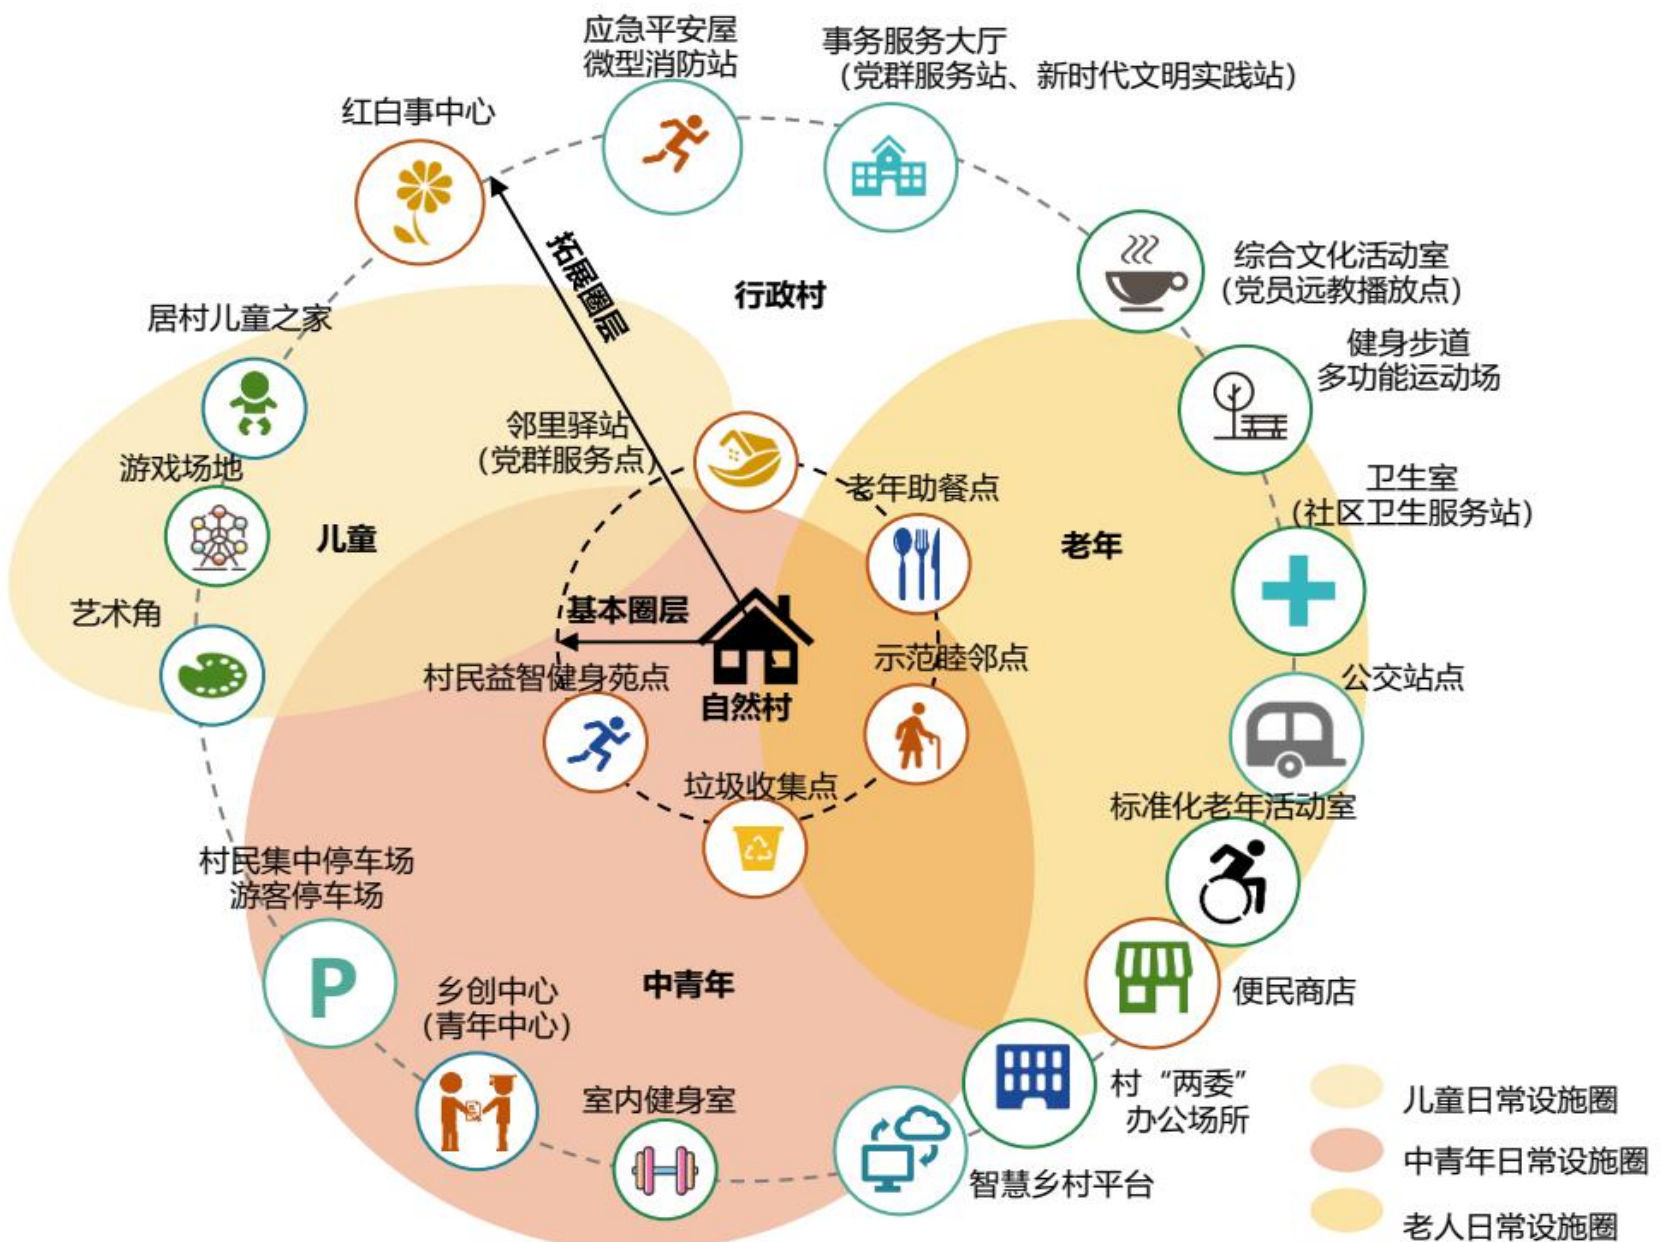 应急平安屋
微型消防站
事务服务大厅
（党群服务站、新时代文明实践站）
红白事中心
拓展圈层
行政村
综合文化活动室
（党员远教播放点）
居村儿童之家
健身步道
多功能运动场
邻里驿站
（党群服务点）
游戏场地
老年助餐点
卫生室
（社区卫生服务站）
儿童
老年
艺术角
基本圈层
村民益智健身苑点
示范睦邻点
公交站点
自然村
垃圾收集点
标准化老年活动室
村民集中停车场
游客停车场
P
中青年
乡创中心
（青年中心）
便民商店
室内健身室
村“两委”
办公场所
智慧乡村平台
儿童日常设施圈
中青年日常设施圈
老人日常设施圈